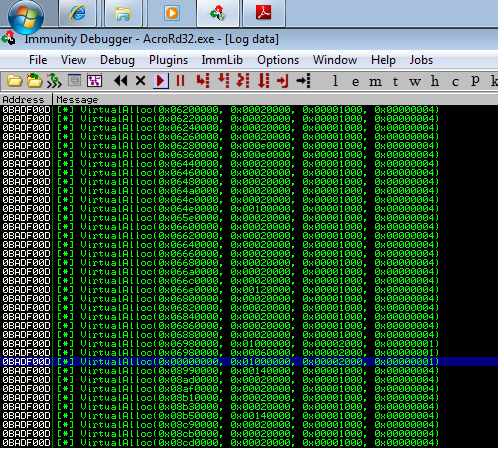 Immunity Debugger - AcroRd32.exe - [Log data]
File View Debug Plugins ImmLib Options Window Help Jobs
l e m t w h c p k
Address Message
0BADF00D [*] VirtualAlloc(0x06200000, 0x00020000, 0x00001000, 0x00000004)
0BADF00D [*] VirtualAlloc(0x06220000, 0x00020000, 0x00001000, 0x00000004)
0BADF00D [*] VirtualAlloc(0x06240000, 0x00020000, 0x00001000, 0x00000004)
0BADF00D [*] VirtualAlloc(0x06260000, 0x00020000, 0x00001000, 0x00000004)
0BADF00D [*] VirtualAlloc(0x06280000, 0x000e0000, 0x00001000, 0x00000004)
0BADF00D [*] VirtualAlloc(0x06360000, 0x000e0000, 0x00001000, 0x00000004)
0BADF00D [*] VirtualAlloc(0x06440000, 0x00020000, 0x00001000, 0x00000004)
0BADF00D [*] VirtualAlloc(0x06460000, 0x00020000, 0x00001000, 0x00000004)
0BADF00D [*] VirtualAlloc(0x06480000, 0x00020000, 0x00001000, 0x00000004)
0BADF00D [*] VirtualAlloc(0x064a0000, 0x00020000, 0x00001000, 0x00000004)
0BADF00D [*] VirtualAlloc(0x064c0000, 0x00020000, 0x00001000, 0x00000004)
0BADF00D [*] VirtualAlloc(0x064e0000, 0x00100000, 0x00001000, 0x00000004)
0BADF00D [*] VirtualAlloc(0x065e0000, 0x00020000, 0x00001000, 0x00000004)
0BADF00D [*] VirtualAlloc(0x06600000, 0x00020000, 0x00001000, 0x00000004)
0BADF00D [*] VirtualAlloc(0x06620000, 0x00020000, 0x00001000, 0x00000004)
0BADF00D [*] VirtualAlloc(0x06640000, 0x00020000, 0x00001000, 0x00000004)
0BADF00D [*] VirtualAlloc(0x06660000, 0x00020000, 0x00001000, 0x00000004)
0BADF00D [*] VirtualAlloc(0x06680000, 0x00020000, 0x00001000, 0x00000004)
0BADF00D [*] VirtualAlloc(0x066a0000, 0x00020000, 0x00001000, 0x00000004)
0BADF00D [*] VirtualAlloc(0x066c0000, 0x00020000, 0x00001000, 0x00000004)
0BADF00D [*] VirtualAlloc(0x066e0000, 0x00120000, 0x00001000, 0x00000004)
0BADF00D [*] VirtualAlloc(0x06800000, 0x00020000, 0x00001000, 0x00000004)
0BADF00D [*] VirtualAlloc(0x06820000, 0x00020000, 0x00001000, 0x00000004)
0BADF00D [*] VirtualAlloc(0x06840000, 0x00020000, 0x00001000, 0x00000004)
0BADF00D [*] VirtualAlloc(0x06860000, 0x00020000, 0x00001000, 0x00000004)
0BADF00D [*] VirtualAlloc(0x06880000, 0x00020000, 0x00001000, 0x00000004)
0BADF00D [*] VirtualAlloc(0x06980000, 0x01000000, 0x00002000, 0x00000001)
0BADF00D [*] VirtualAlloc(0x06980000, 0x00060000, 0x00002000, 0x00000001)
0BADF00D [*] VirtualAlloc(0x00000000, 0x01100000, 0x00002000, 0x00000001)
0BADF00D [*] VirtualAlloc(0x08990000, 0x00140000, 0x00001000, 0x00000004)
0BADF00D [*] VirtualAlloc(0x08ad0000, 0x00020000, 0x00001000, 0x00000004)
0BADF00D [*] VirtualAlloc(0x08af0000, 0x00020000, 0x00001000, 0x00000004)
0BADF00D [*] VirtualAlloc(0x08b10000, 0x00020000, 0x00001000, 0x00000004)
0BADF00D [*] VirtualAlloc(0x08b30000, 0x00020000, 0x00001000, 0x00000004)
0BADF00D [*] VirtualAlloc(0x08b50000, 0x00140000, 0x00001000, 0x00000004)
0BADF00D [*] VirtualAlloc(0x08c90000, 0x00020000, 0x00001000, 0x00000004)
0BADF00D [*] VirtualAlloc(0x08cb0000, 0x00020000, 0x00001000, 0x00000004)
0BADF00D [*] VirtualAlloc(0x08cd0000, 0x00020000, 0x00001000, 0x00000004)